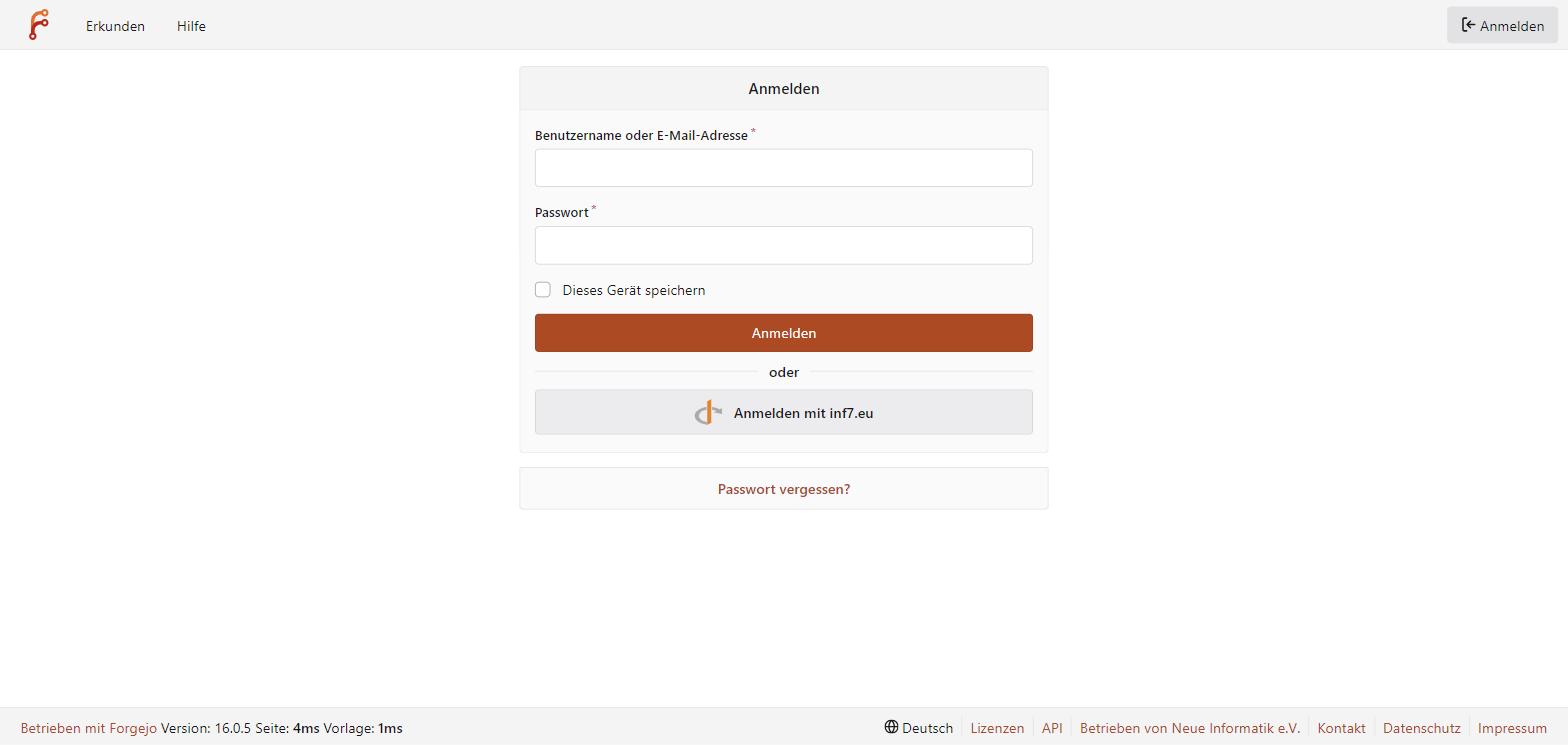 Erkunden Hilfe Anmelden
Anmelden
Benutzername oder E-Mail-Adresse *
Passwort *
Dieses Gerät speichern
Anmelden
oder
Anmelden mit inf7.eu
Passwort vergessen?
Betrieben mit Forgejo Version: 16.0.5 Seite: 4ms Vorlage: 1ms Deutsch Lizenzen API Betrieben von Neue Informatik e.V. Kontakt Datenschutz Impressum